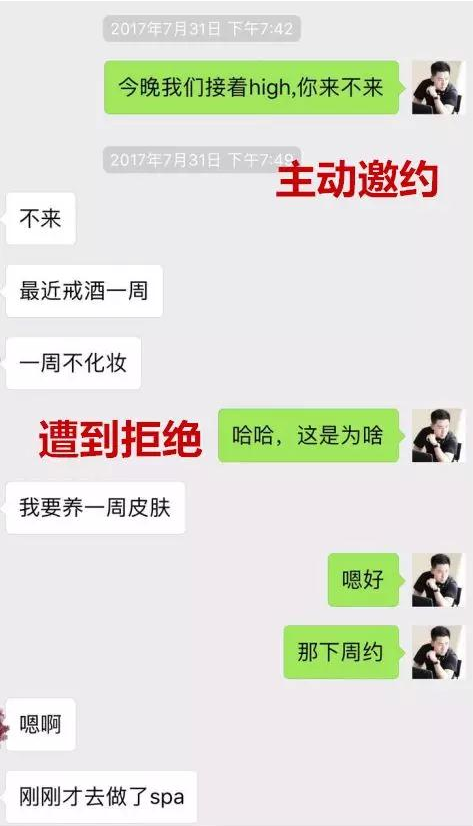 2017年7月31日 下午7:42
今晚我们接着high,你来不来
2017年7月31日 下午7:49
主动邀约
不来
最近戒酒一周
一周不化妆
遭到拒绝
哈哈，这是为啥
我要养一周皮肤
嗯好
那下周约
嗯啊
刚刚才去做了spa